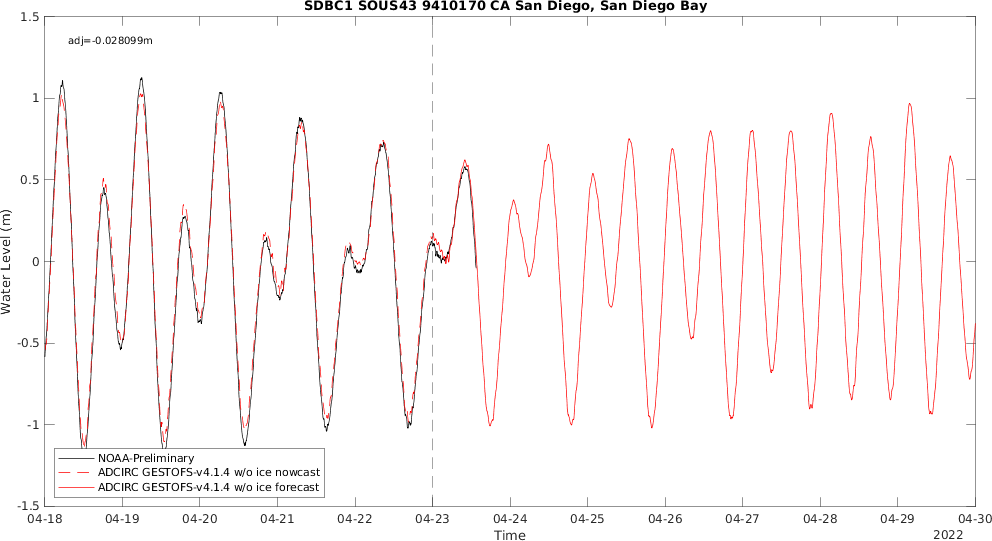 SDBC1 SOUS43 9410170 CA San Diego, San Diego Bay
adj=-0.028099m
1.5
1
0.5
0
-0.5
-1
-1.5
Water Level (m)
NOAA-Preliminary
ADCIRC GESTOFS-v4.1.4 w/o ice nowcast
ADCIRC GESTOFS-v4.1.4 w/o ice forecast
04-18 04-19 04-20 04-21 04-22 04-23 04-24 04-25 04-26 04-27 04-28 04-29 04-30
Time
2022